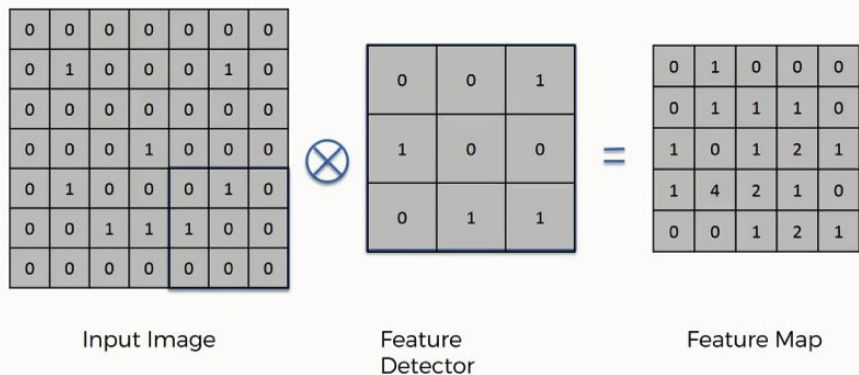 0 0 0 0 0 0 0
0 1 0 0 0 1 0
0 0 0 0 0 0 0
0 0 0 1 0 0 0
0 1 0 0 0 1 0
0 0 1 1 1 0 0
0 0 0 0 0 0 0
0 0 1
1 0 0
0 1 1
=
0 1 0 0 0
0 1 1 1 0
1 0 1 2 1
1 4 2 1 0
0 0 1 2 1
Input Image
Feature
Detector
Feature Map